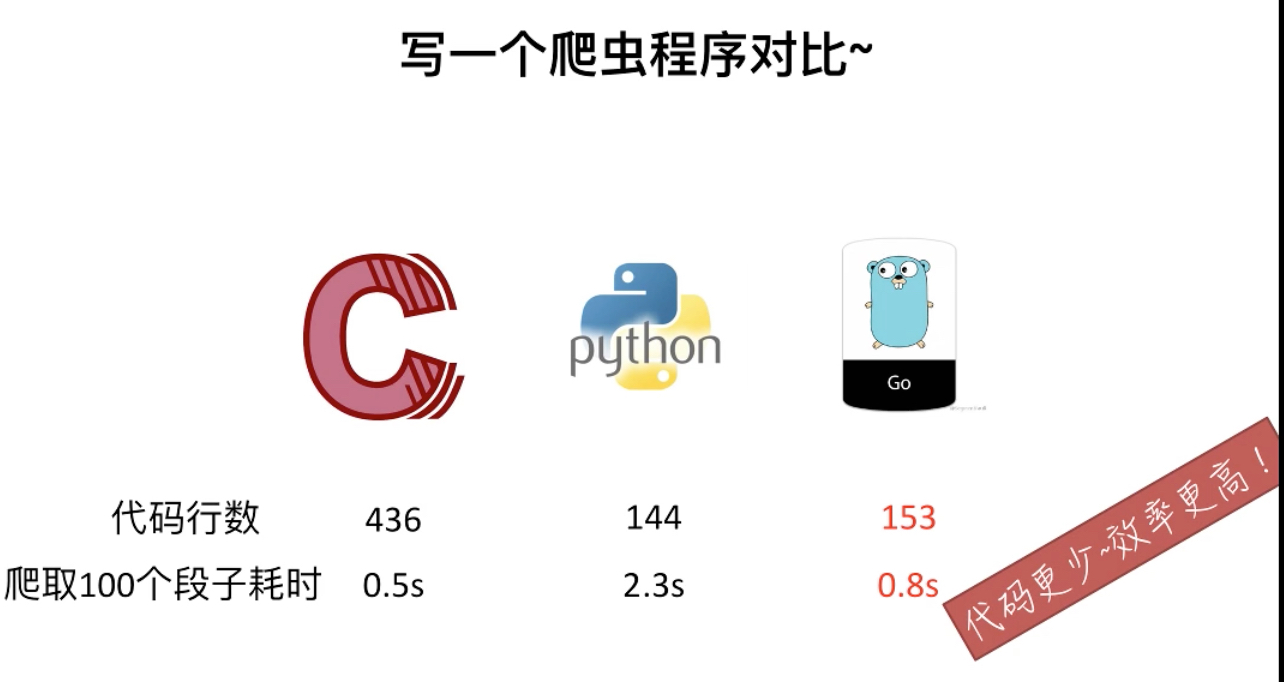 写一个爬虫程序对比~
python
Go
代码行数 436 144 153
爬取100个段子耗时 0.5s 2.3s 0.8s
代码更少~效率更高！